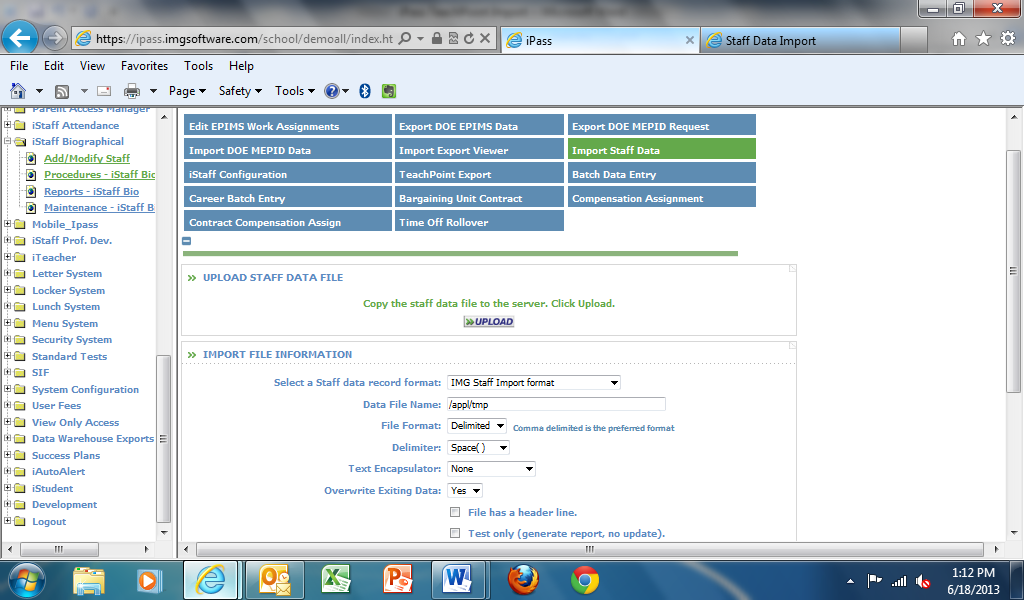 https://ipass.imgsoftware.com/school/demoall/index.ht
iPass
Staff Data Import
File Edit View Favorites Tools Help
Page Safety Tools
Parent Access Manager
iStaff Attendance
iStaff Biographical
Add/Modify Staff
Procedures - iStaff Bio
Reports - iStaff Bio
Maintenance - iStaff B
Mobile_Ipass
iStaff Prof. Dev.
iTeacher
Letter System
Locker System
Lunch System
Menu System
Security System
Standard Tests
SIF
System Configuration
User Fees
View Only Access
Data Warehouse Exports
Success Plans
iAutoAlert
iStudent
Development
Logout
Edit EPIMS Work Assignments Export DOE EPIMS Data Export DOE MEPID Request
Import DOE MEPID Data Import Export Viewer Import Staff Data
iStaff Configuration TeachPoint Export Batch Data Entry
Career Batch Entry Bargaining Unit Contract Compensation Assignment
Contract Compensation Assign Time Off Rollover
UPLOAD STAFF DATA FILE
Copy the staff data file to the server. Click Upload.
UPLOAD
IMPORT FILE INFORMATION
Select a Staff data record format: IMG Staff Import format
Data File Name: /appl/tmp
File Format: Delimited Comma delimited is the preferred format
Delimiter: Space( )
Text Encapsulator: None
Overwrite Exiting Data: Yes
File has a header line.
Test only (generate report, no update).
1:12 PM
6/18/2013